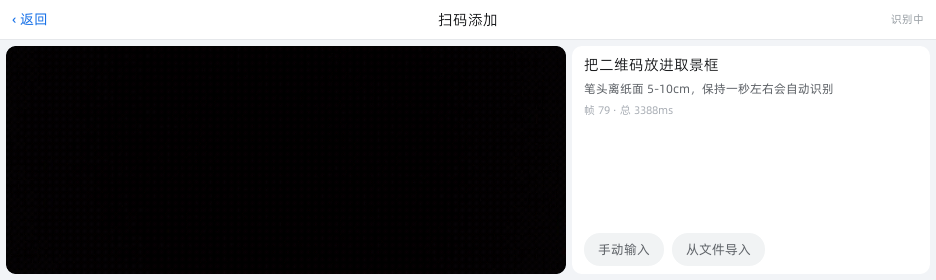 ‹ 返回
扫码添加
识别中
把二维码放进取景框
笔头离纸面 5-10cm，保持一秒左右会自动识别
帧 79 · 总 3388ms
手动输入
从文件导入